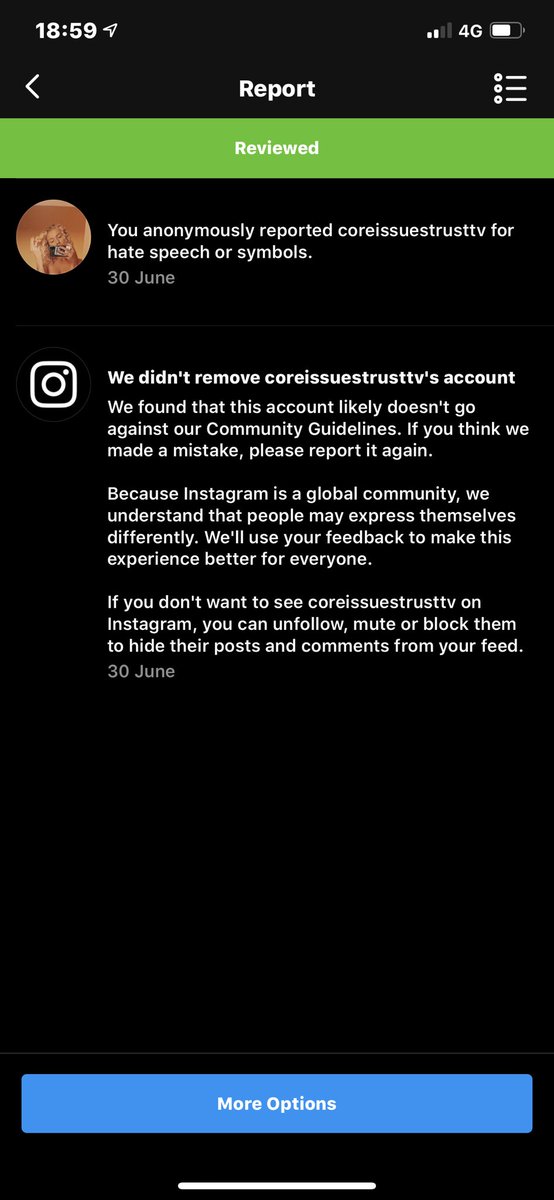 18:59
4G
Report
Reviewed
You anonymously reported coreissuestrusttv for
hate speech or symbols.
30 June
We didn't remove coreissuestrusttv's account
We found that this account likely doesn't go
against our Community Guidelines. If you think we
made a mistake, please report it again.
Because Instagram is a global community, we
understand that people may express themselves
differently. We'll use your feedback to make this
experience better for everyone.
If you don't want to see coreissuestrusttv on
Instagram, you can unfollow, mute or block them
to hide their posts and comments from your feed.
30 June
More Options